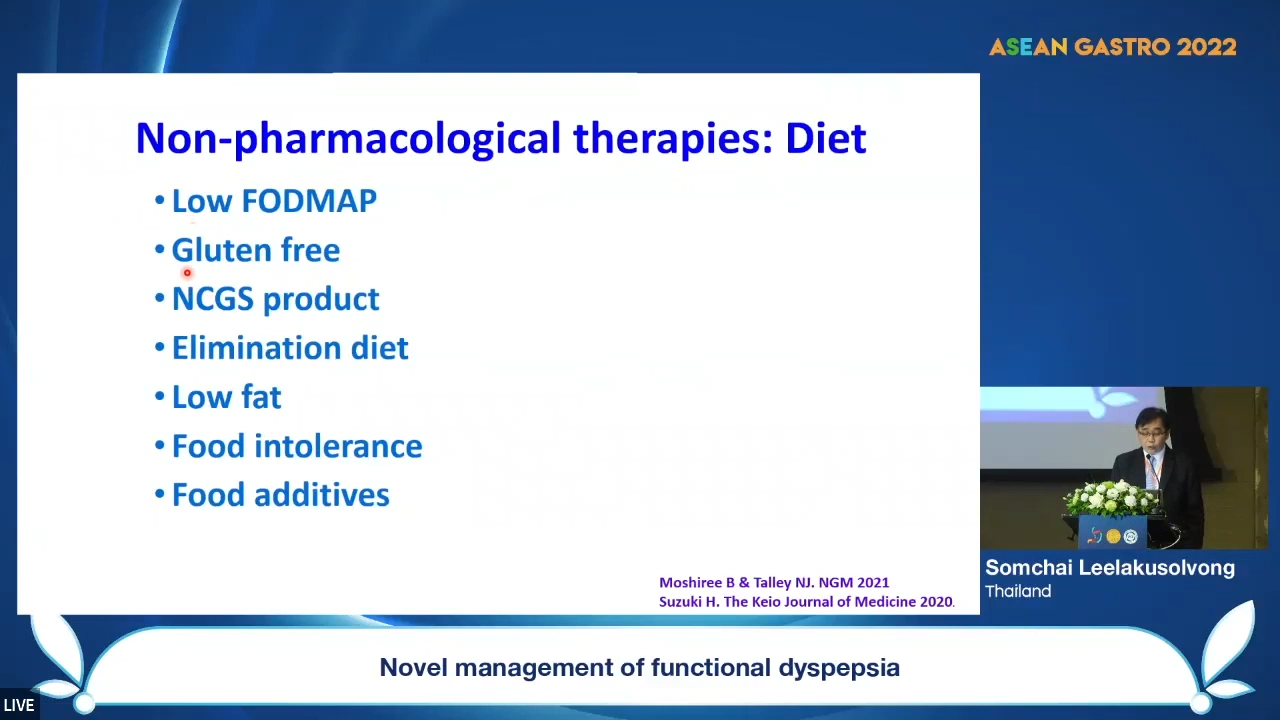 ASEAN GASTRO 2022
Non-pharmacological therapies: Diet
• Low FODMAP
• Gluten free
• NCGS product
• Elimination diet
• Low fat
• Food intolerance
• Food additives
Moshiree B & Talley NJ. NGM 2021
Suzuki H. The Keio Journal of Medicine 2020.
Somchai Leelakusolvong
Thailand
Novel management of functional dyspepsia
LIVE